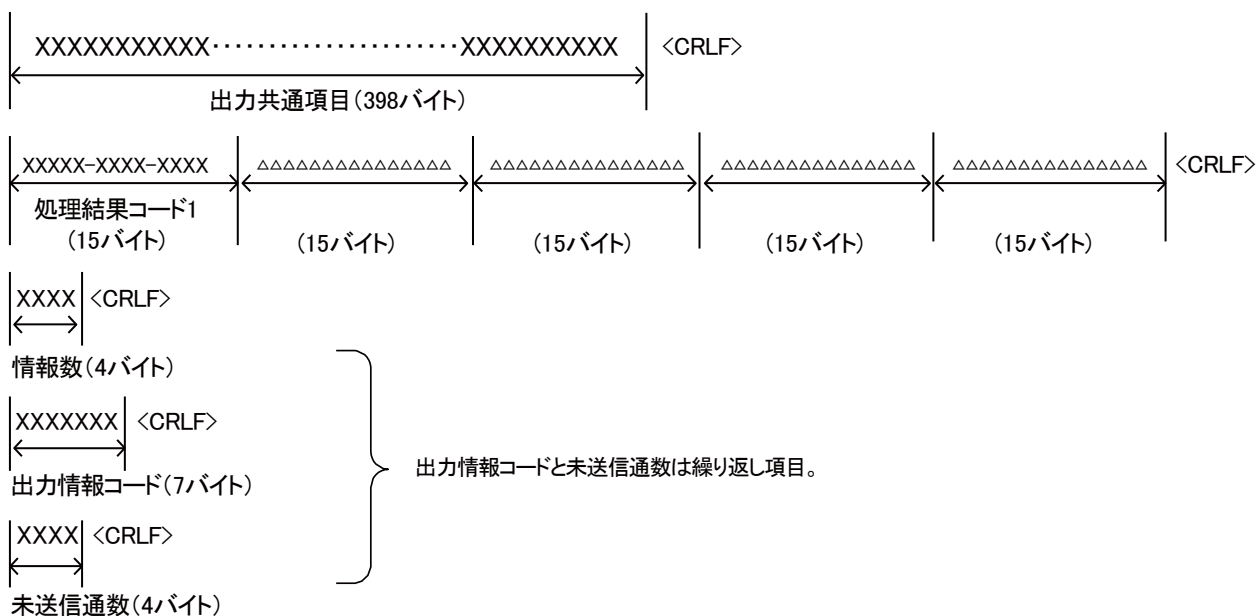 XXXXXXXXXXX・・・・・・・・・・・・・・・・・・・・・・XXXXXXXXXX <CRLF>
出力共通項目(398バイト)
XXXXX-XXXX-XXXX △△△△△△△△△△△△△△△ △△△△△△△△△△△△△△△ △△△△△△△△△△△△△△△ △△△△△△△△△△△△△△△ <CRLF>
処理結果コード1
(15バイト) (15バイト) (15バイト) (15バイト) (15バイト)
XXXX <CRLF>
情報数(4バイト)
XXXXXXX <CRLF>
出力情報コードと未送信通数は繰り返し項目。
出力情報コード(7バイト)
XXXX <CRLF>
未送信通数(4バイト)